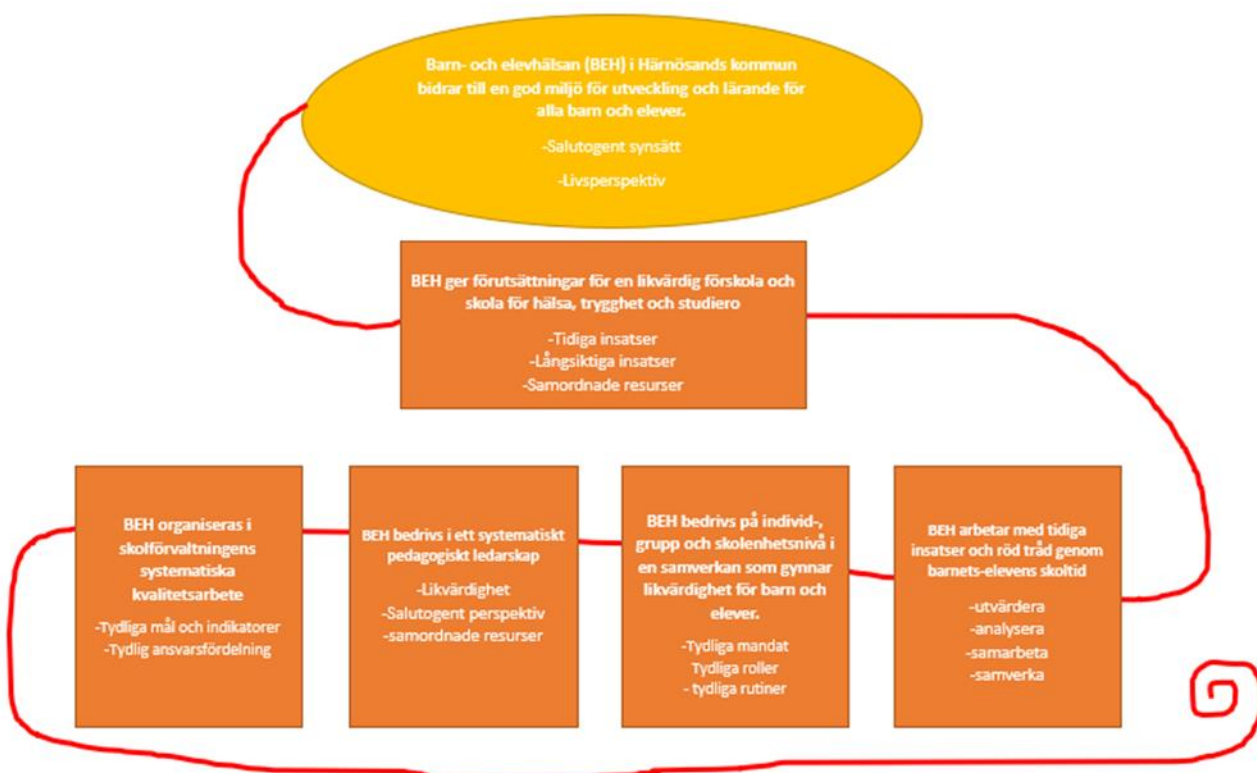 Barn- och elevhälsan (BEH) i Härnösands kommun
bidrar till en god miljö för utveckling och lärande för
alla barn och elever.
-Salutogent synsätt
-Livsperspektiv
BEH ger förutsättningar för en likvärdig förskola och
skola för hälsa, trygghet och studiero
-Tidiga insatser
-Långsiktiga insatser
-Samordnade resurser
BEH organiseras i
skolförvaltningens
systematiska
kvalitetsarbete
-Tydliga mål och indikatorer
-Tydlig ansvarsfördelning
BEH bedrivs i ett systematiskt
pedagogiskt ledarskap
-Likvärdighet
-Salutogent perspektiv
-samordnade resurser
BEH bedrivs på individ-,
grupp och skolenhetsnivå i
en samverkan som gynnar
likvärdighet för barn och
elever.
-Tydliga mandat
Tydliga roller
- tydliga rutiner
BEH arbetar med tidiga
insatser och röd tråd genom
barnets-elevens skoltid
-utvärdera
-analysera
-samarbeta
-samverka